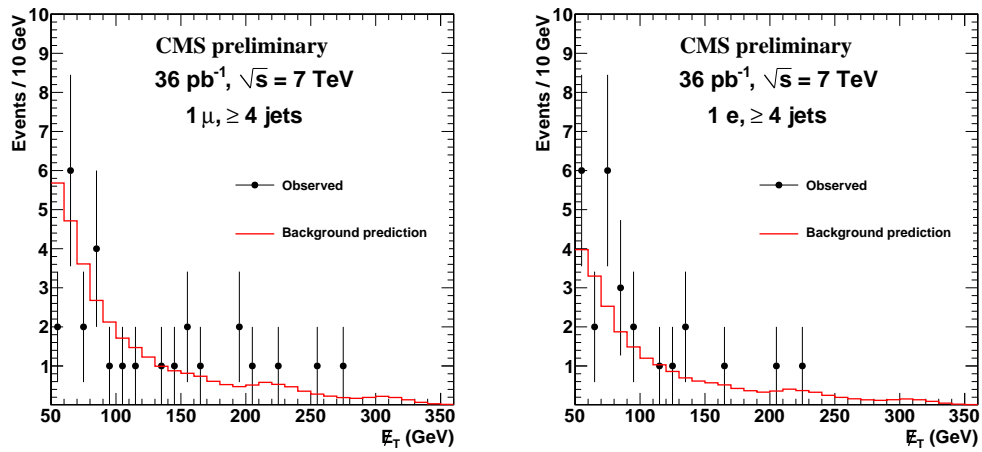 10
9
8
7
6
5
4
3
2
1
Events / 10 GeV
CMS preliminary
36 pb⁻¹, √s = 7 TeV
1 μ, ≥ 4 jets
Observed
Background prediction
50 100 150 200 250 300 350
E̸_T (GeV)
10
9
8
7
6
5
4
3
2
1
Events / 10 GeV
CMS preliminary
36 pb⁻¹, √s = 7 TeV
1 e, ≥ 4 jets
Observed
Background prediction
50 100 150 200 250 300 350
E̸_T (GeV)